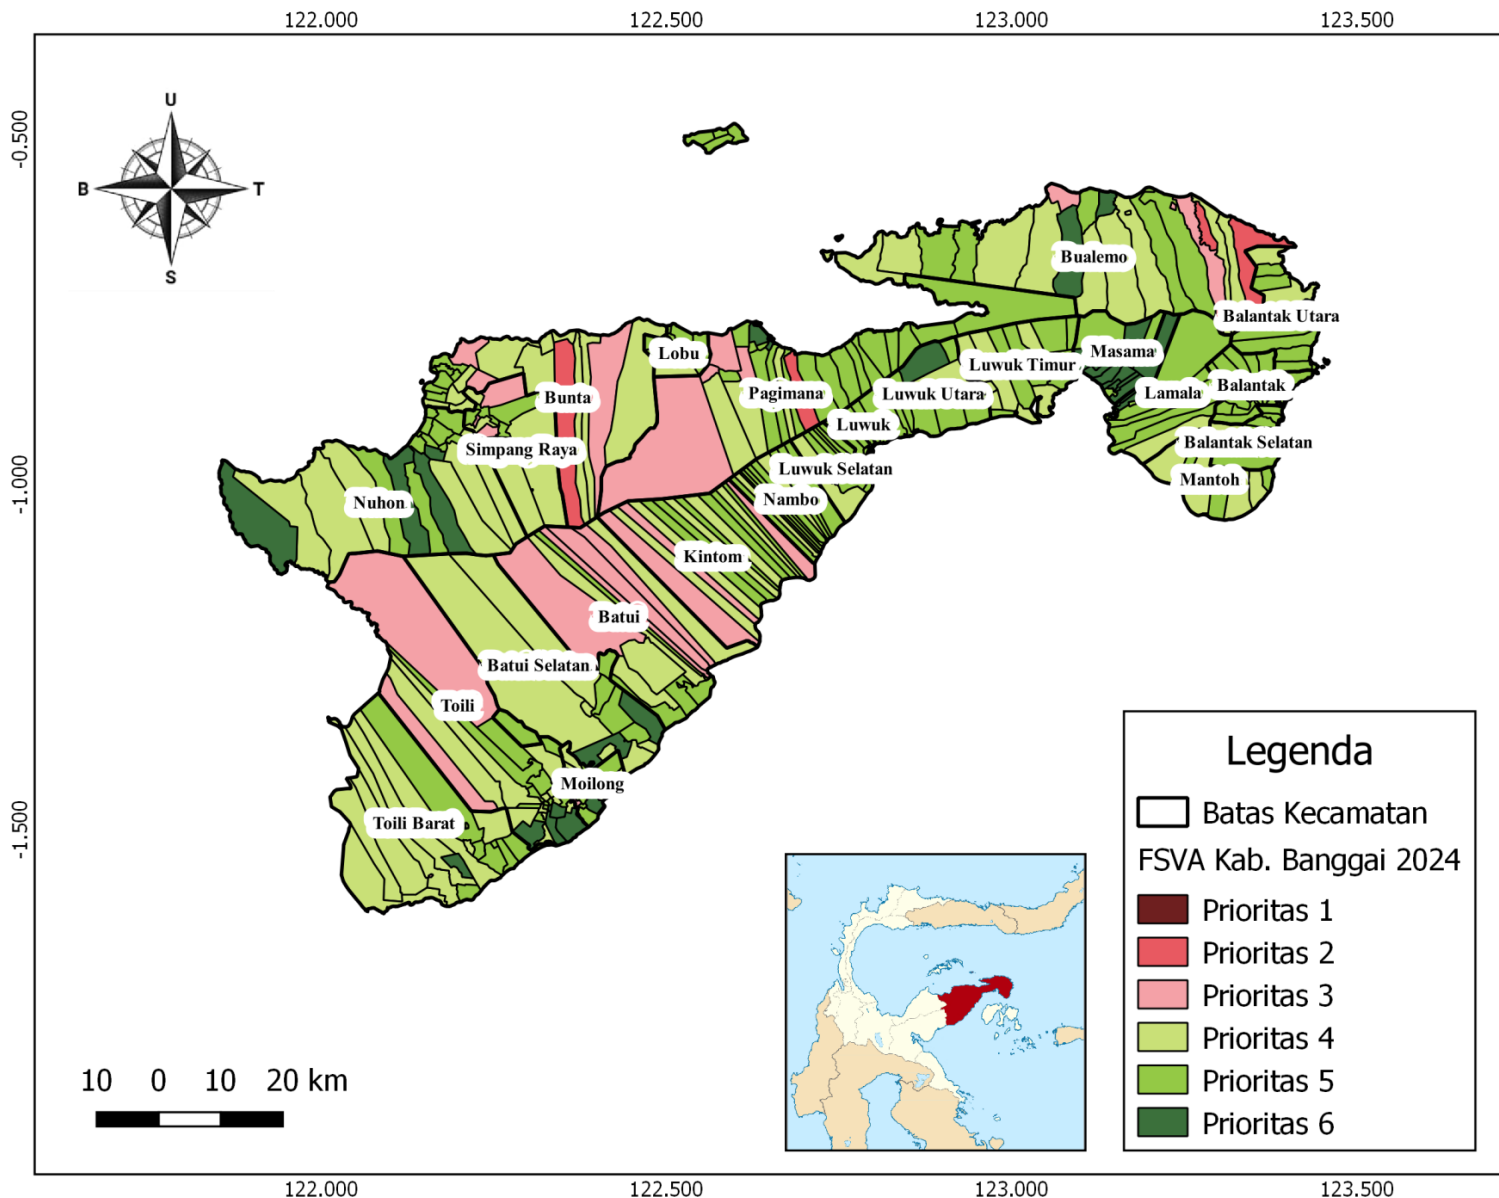 122.000 122.500 123.000 123.500
-0.500
-1.000
-1.500
U
B T
S
Bualemo
Balantak Utara
Lobu
Masama
Luwuk Timur
Balantak
Bunta
Pagimana
Luwuk Utara
Lamala
Luwuk
Simpang Raya
Balantak Selatan
Luwuk Selatan
Mantoh
Nuhon
Nambo
Kintom
Batui
Batui Selatan
Toili
Moilong
Toili Barat
Legenda
Batas Kecamatan
FSVA Kab. Banggai 2024
Prioritas 1
Prioritas 2
Prioritas 3
Prioritas 4
Prioritas 5
Prioritas 6
10 0 10 20 km
122.000 122.500 123.000 123.500